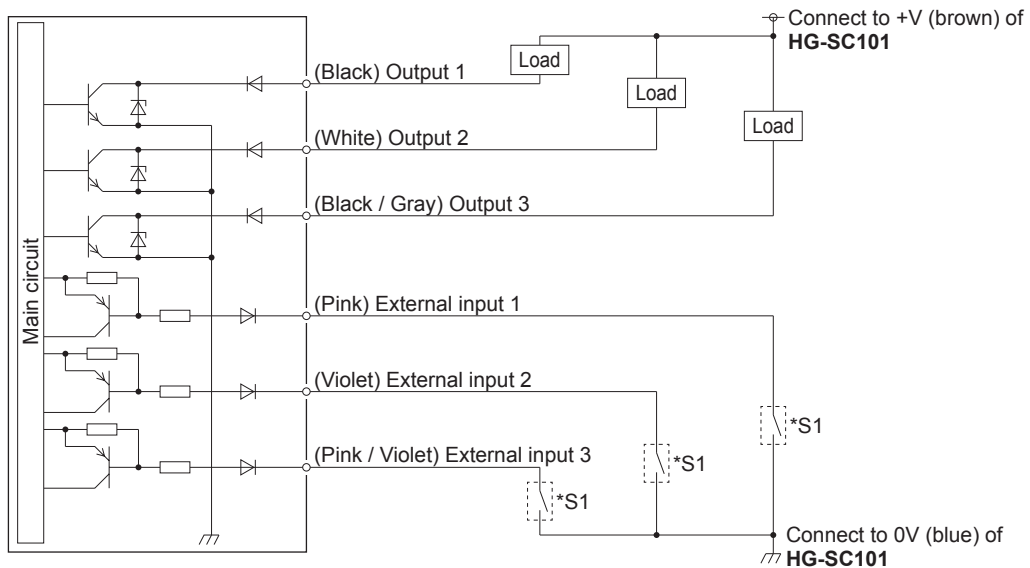 Connect to +V (brown) of
HG-SC101
Load
(Black) Output 1
Load
Load
(White) Output 2
(Black / Gray) Output 3
Main circuit
(Pink) External input 1
(Violet) External input 2
*S1
(Pink / Violet) External input 3
*S1
*S1
Connect to 0V (blue) of
HG-SC101